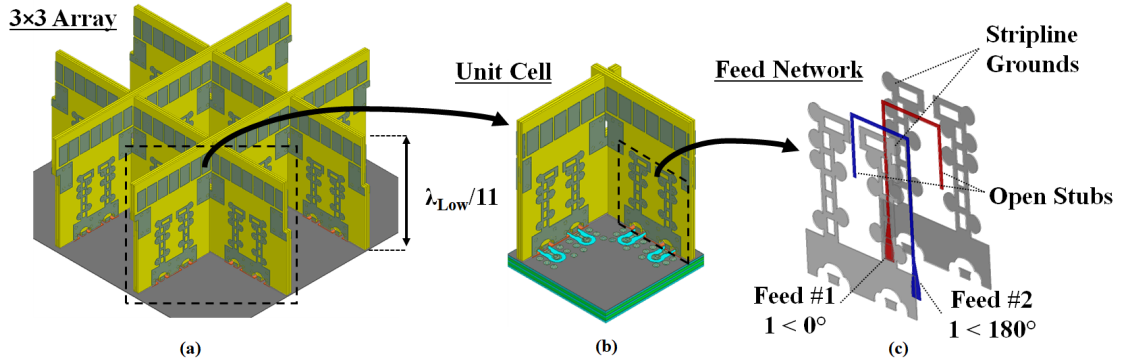 3×3 Array
Unit Cell
Feed Network
Stripline
Grounds
λLow/11
Open Stubs
Feed #1
1 < 0°
Feed #2
1 < 180°
(a)
(b)
(c)